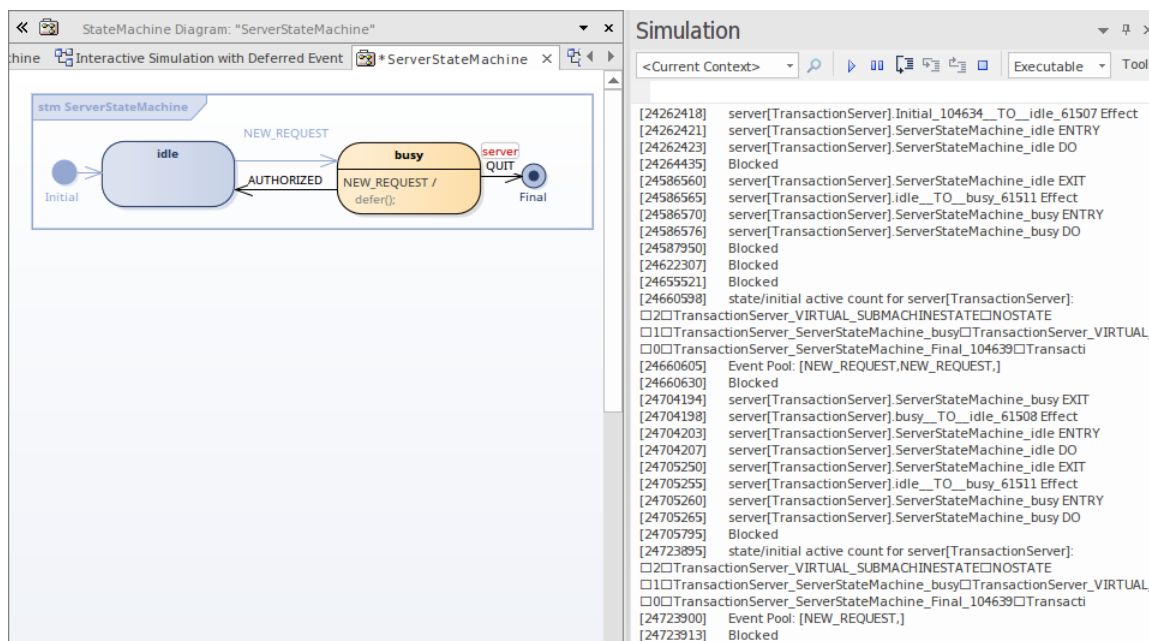 StateMachine Diagram: "ServerStateMachine"
:hine Interactive Simulation with Deferred Event *ServerStateMachine
stm ServerStateMachine
NEW_REQUEST
idle
busy
server
QUIT
AUTHORIZED
NEW_REQUEST /
defer();
Initial
Final
Simulation
<Current Context> Executable Tool
[24262418] server[TransactionServer].Initial_104634__TO__idle_61507 Effect
[24262421] server[TransactionServer].ServerStateMachine_idle ENTRY
[24262423] server[TransactionServer].ServerStateMachine_idle DO
[24264435] Blocked
[24586560] server[TransactionServer].ServerStateMachine_idle EXIT
[24586565] server[TransactionServer].idle__TO__busy_61511 Effect
[24586570] server[TransactionServer].ServerStateMachine_busy ENTRY
[24586576] server[TransactionServer].ServerStateMachine_busy DO
[24587950] Blocked
[24622307] Blocked
[24655521] Blocked
[24660598] state/initial active count for server[TransactionServer]:
□2□TransactionServer_VIRTUAL_SUBMACHINESTATE□NOSTATE
□1□TransactionServer_ServerStateMachine_busy□TransactionServer_VIRTUAL_
□0□TransactionServer_ServerStateMachine_Final_104639□Transacti
[24660605] Event Pool: [NEW_REQUEST,NEW_REQUEST,]
[24660630] Blocked
[24704194] server[TransactionServer].ServerStateMachine_busy EXIT
[24704198] server[TransactionServer].busy__TO__idle_61508 Effect
[24704203] server[TransactionServer].ServerStateMachine_idle ENTRY
[24704207] server[TransactionServer].ServerStateMachine_idle DO
[24705250] server[TransactionServer].ServerStateMachine_idle EXIT
[24705255] server[TransactionServer].idle__TO__busy_61511 Effect
[24705260] server[TransactionServer].ServerStateMachine_busy ENTRY
[24705265] server[TransactionServer].ServerStateMachine_busy DO
[24705795] Blocked
[24723895] state/initial active count for server[TransactionServer]:
□2□TransactionServer_VIRTUAL_SUBMACHINESTATE□NOSTATE
□1□TransactionServer_ServerStateMachine_busy□TransactionServer_VIRTUAL_
□0□TransactionServer_ServerStateMachine_Final_104639□Transacti
[24723900] Event Pool: [NEW_REQUEST,]
[24723913] Blocked